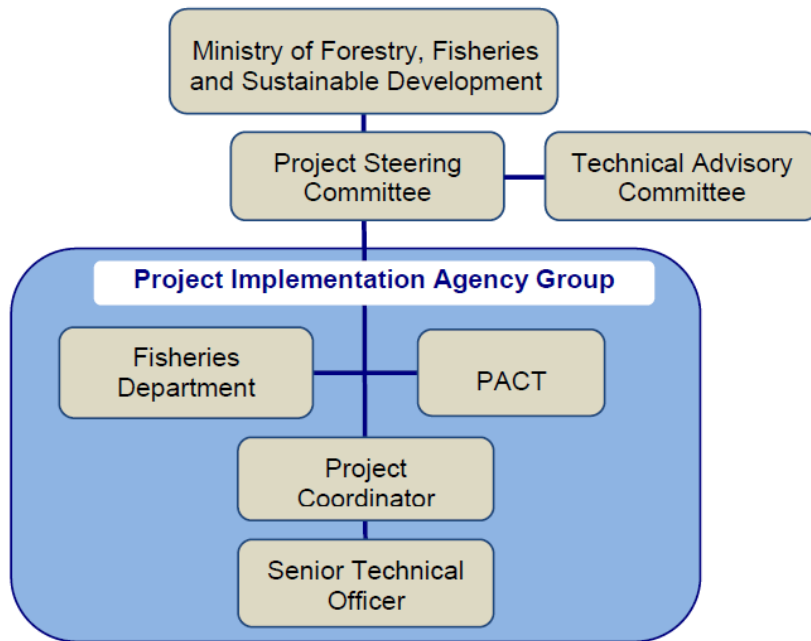 Ministry of Forestry, Fisheries
and Sustainable Development
Project Steering
Committee
Technical Advisory
Committee
Project Implementation Agency Group
Fisheries
Department
PACT
Project
Coordinator
Senior Technical
Officer